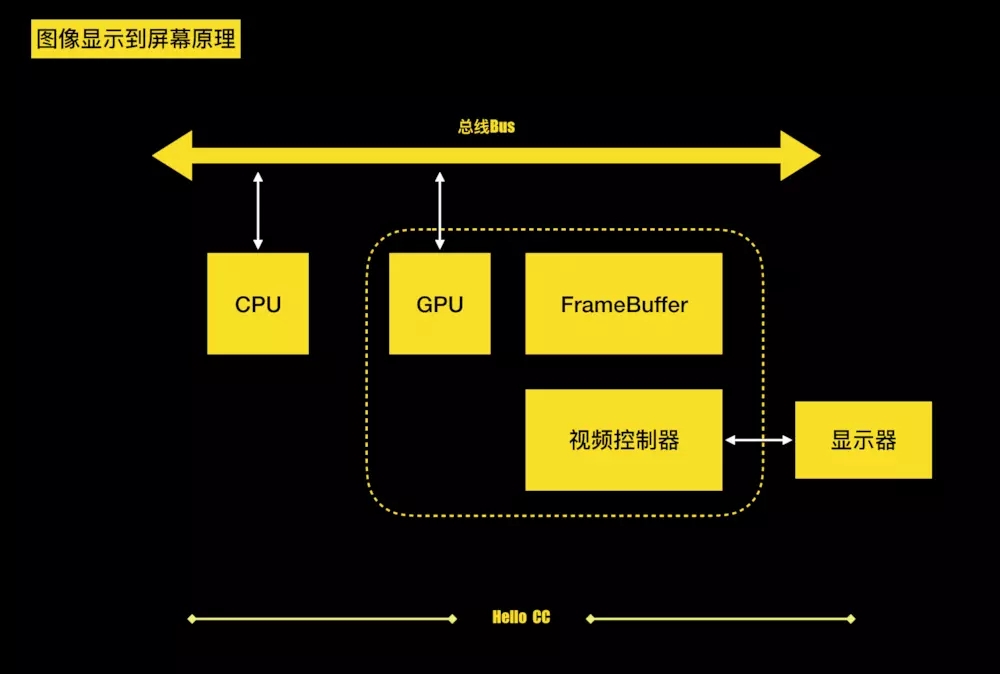 图像显示到屏幕原理
总线Bus
CPU
GPU
FrameBuffer
视频控制器
显示器
Hello CC